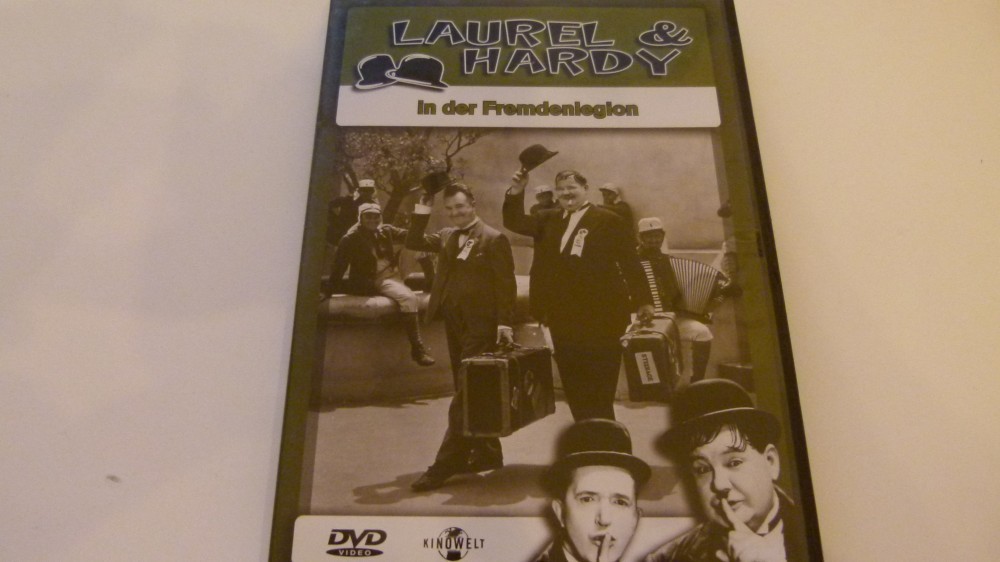 LAUREL &
HARDY
In der Fremdenlegion
DVD
VIDEO
KINOWELT